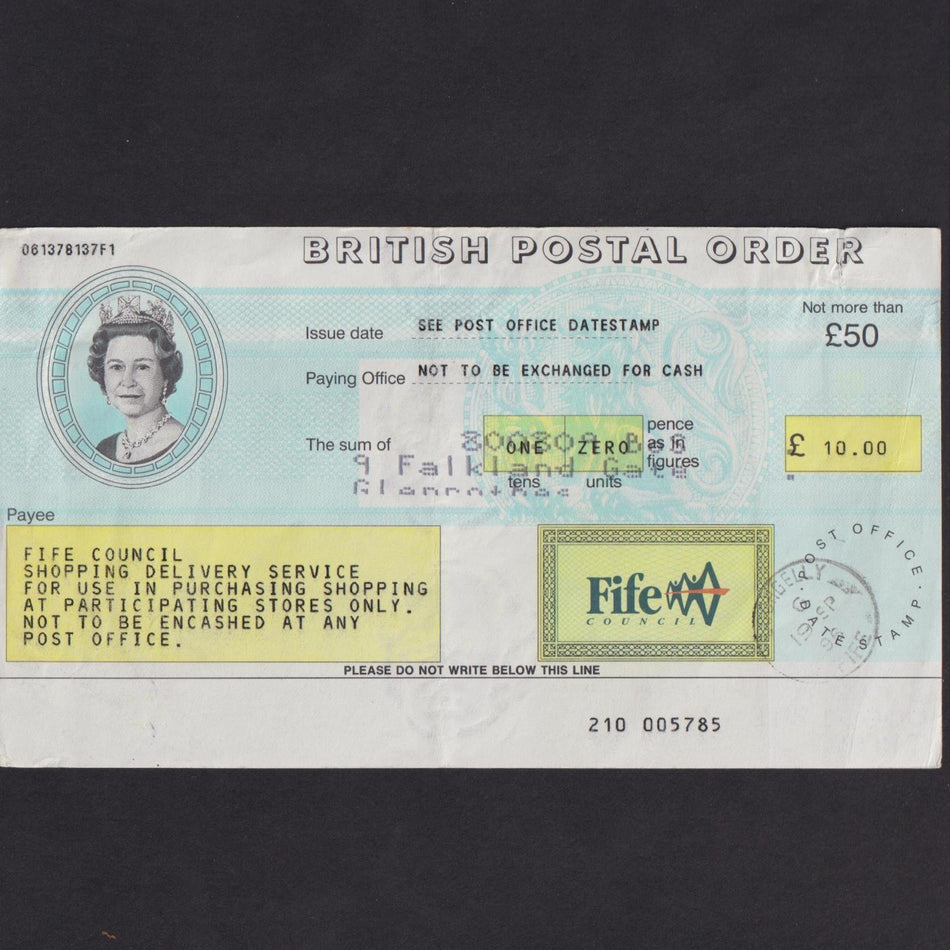 061378137F1
BRITISH POSTAL ORDER
Issue date SEE POST OFFICE DATESTAMP
Not more than
£50
Paying Office NOT TO BE EXCHANGED FOR CASH
The sum of ONE ZERO
tens units
pence
as in
figures
£ 10.00
9 Falkland Gate
Payee
FIFE COUNCIL
SHOPPING DELIVERY SERVICE
FOR USE IN PURCHASING SHOPPING
AT PARTICIPATING STORES ONLY.
NOT TO BE ENCASHED AT ANY
POST OFFICE.
Fife
COUNCIL
POST OFFICE
DATE STAMP
PLEASE DO NOT WRITE BELOW THIS LINE
210 005785